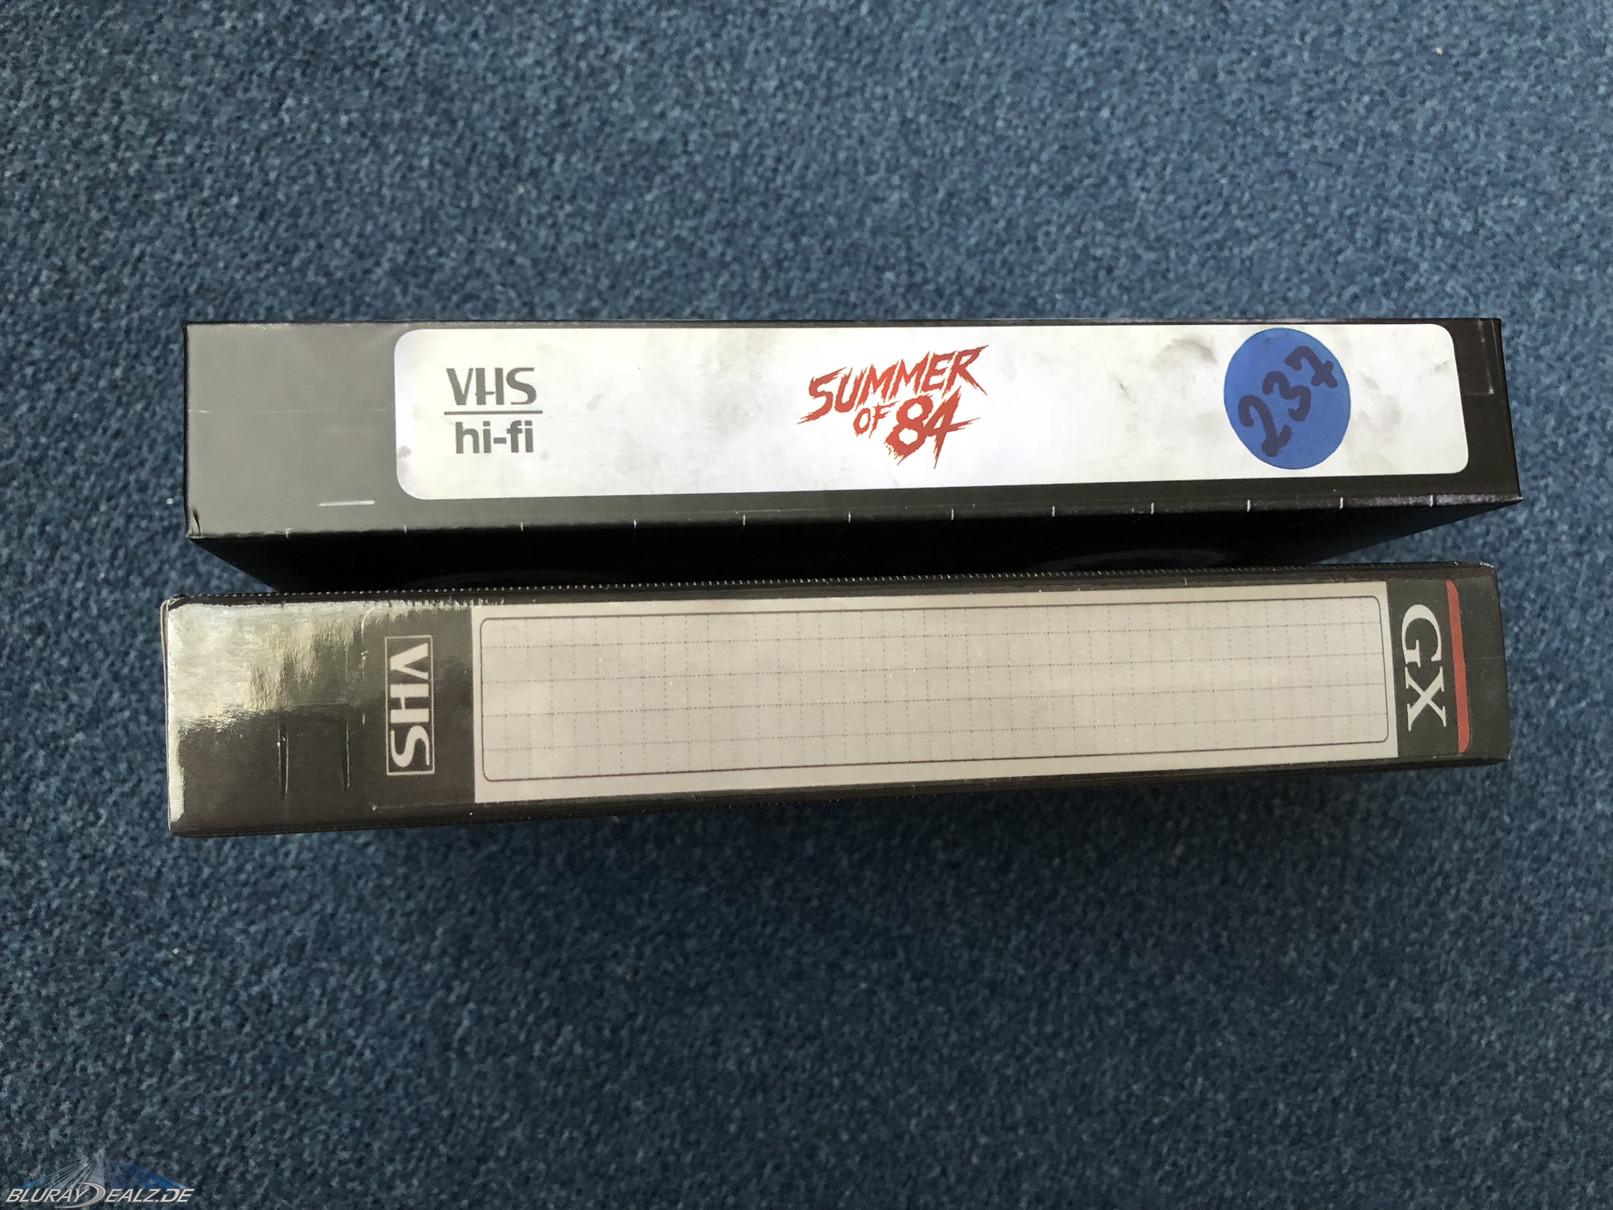 VHS
hi-fi
SUMMER
OF 84
237
VHS
GX
BLURAYDEALZ.DE